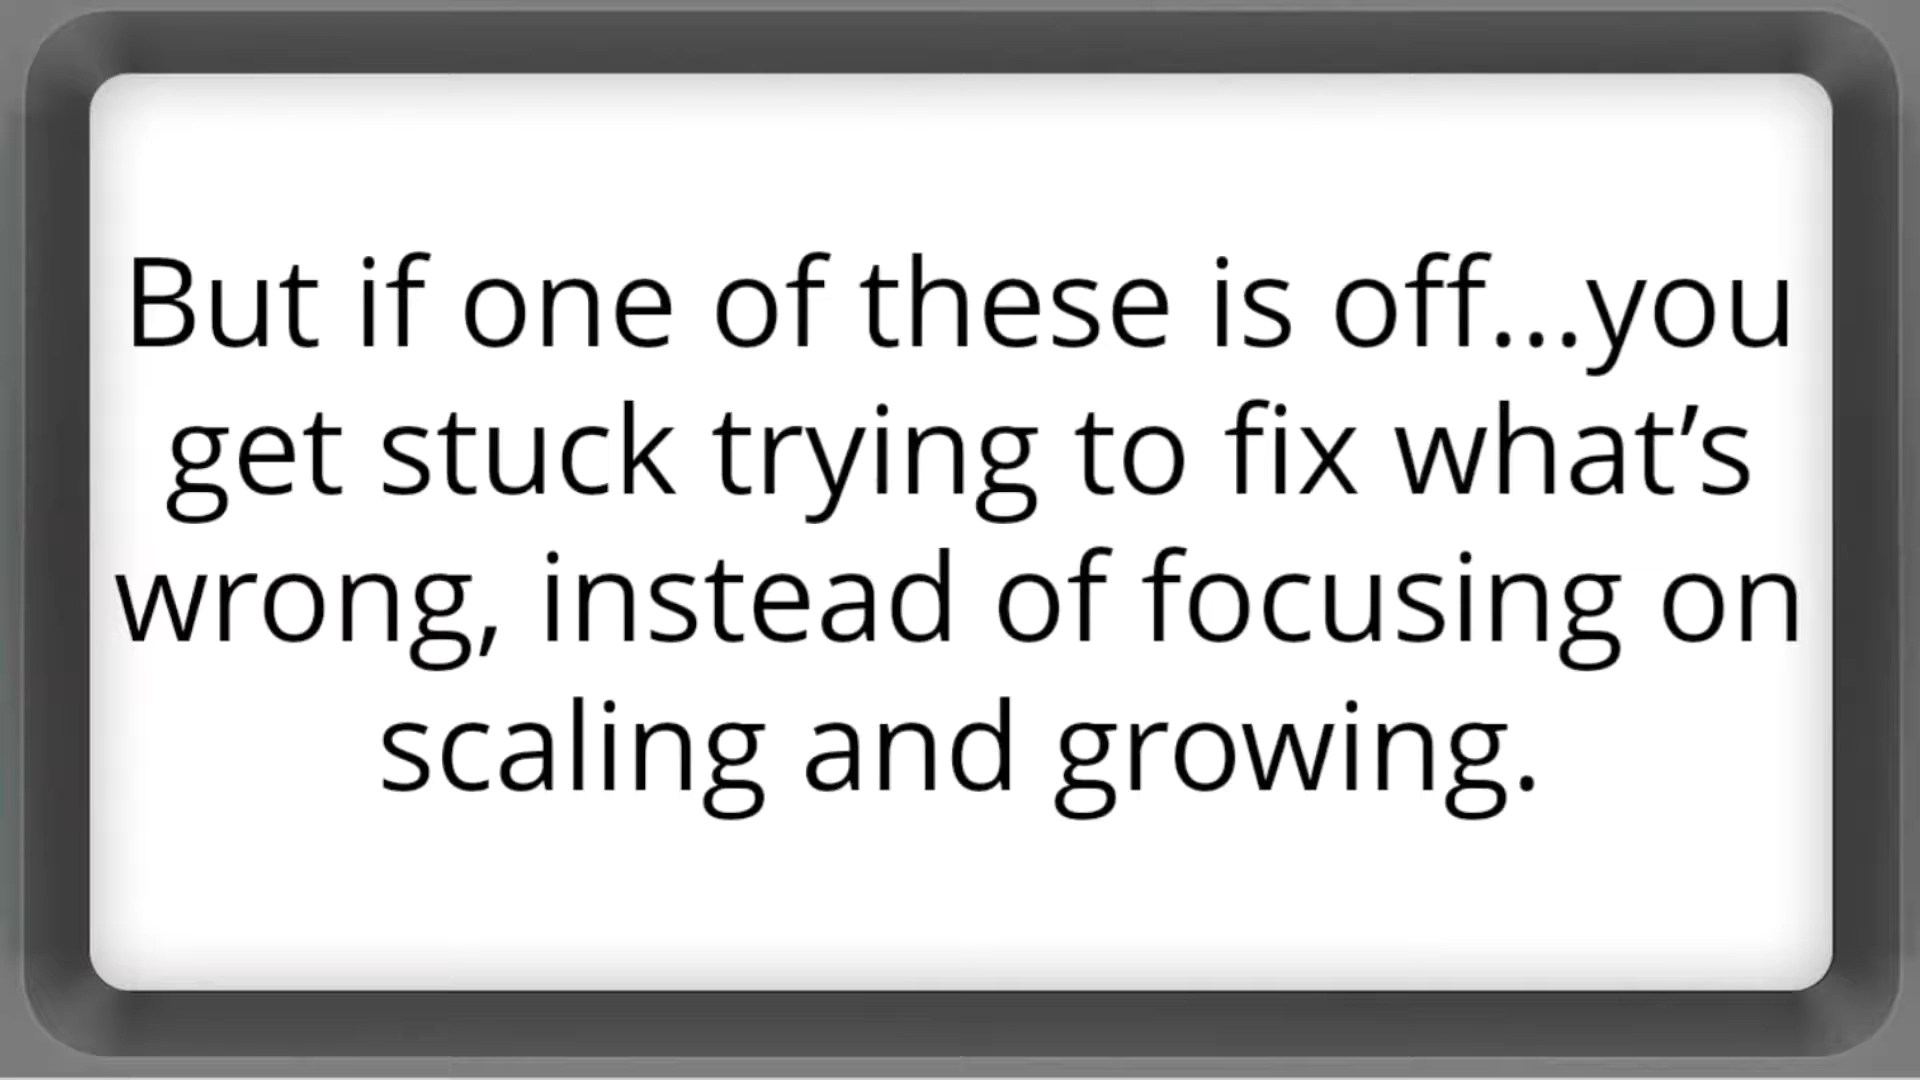 But if one of these is off...you
get stuck trying to fix what’s
wrong, instead of focusing on
scaling and growing.